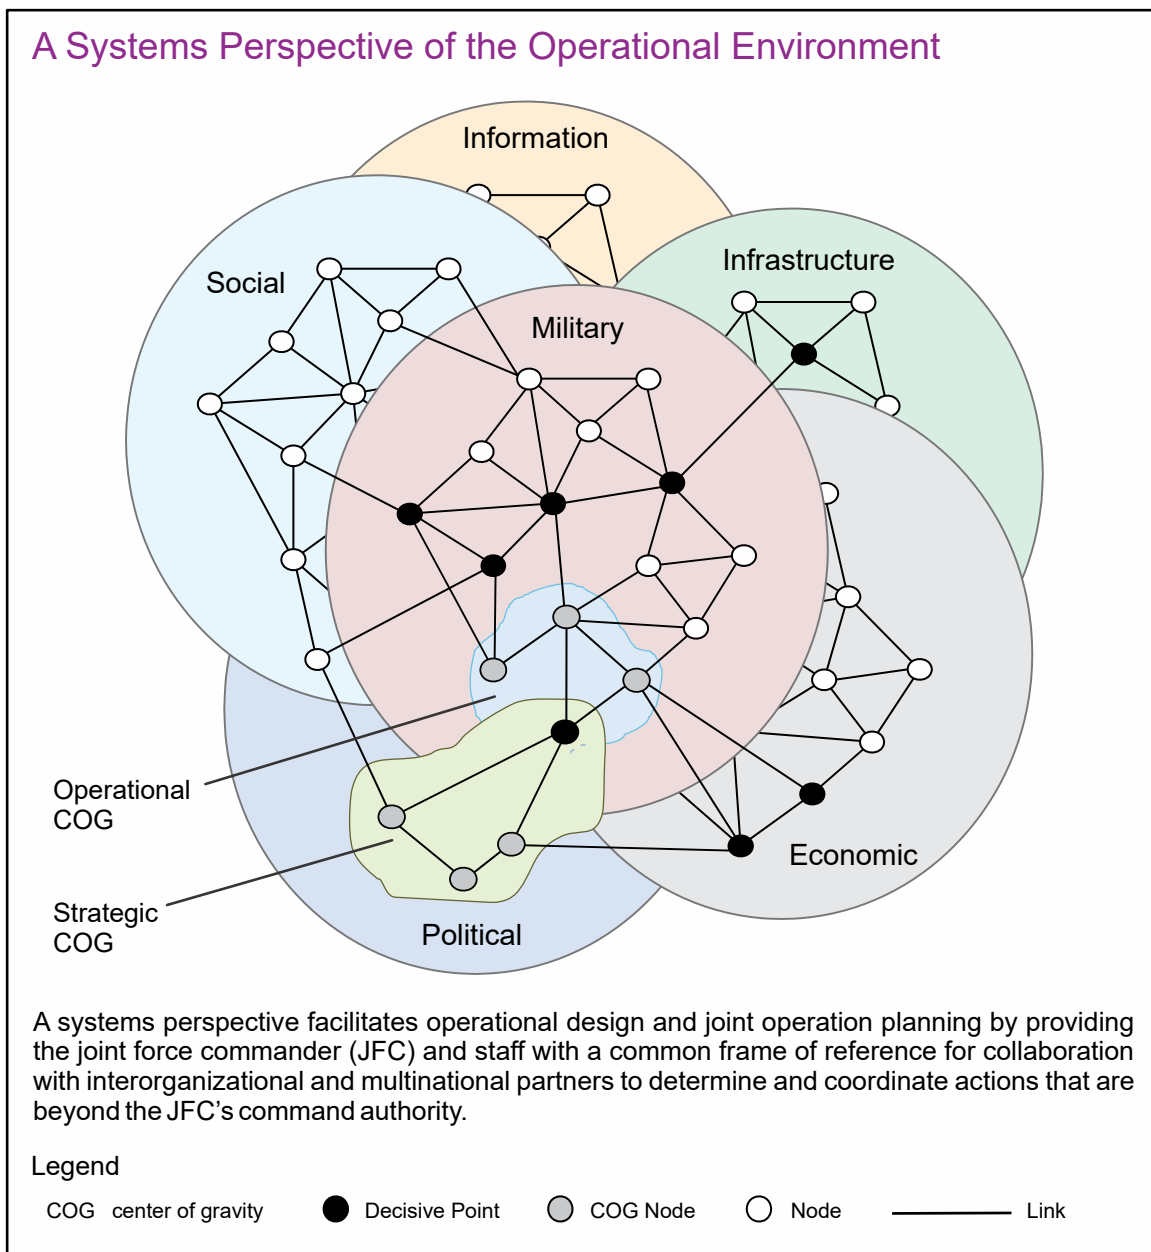 A Systems Perspective of the Operational Environment
Information
Infrastructure
Social
Military
Operational
COG
Economic
Strategic
COG
Political
A systems perspective facilitates operational design and joint operation planning by providing
the joint force commander (JFC) and staff with a common frame of reference for collaboration
with interorganizational and multinational partners to determine and coordinate actions that are
beyond the JFC’s command authority.
Legend
COG center of gravity Decisive Point COG Node Node Link